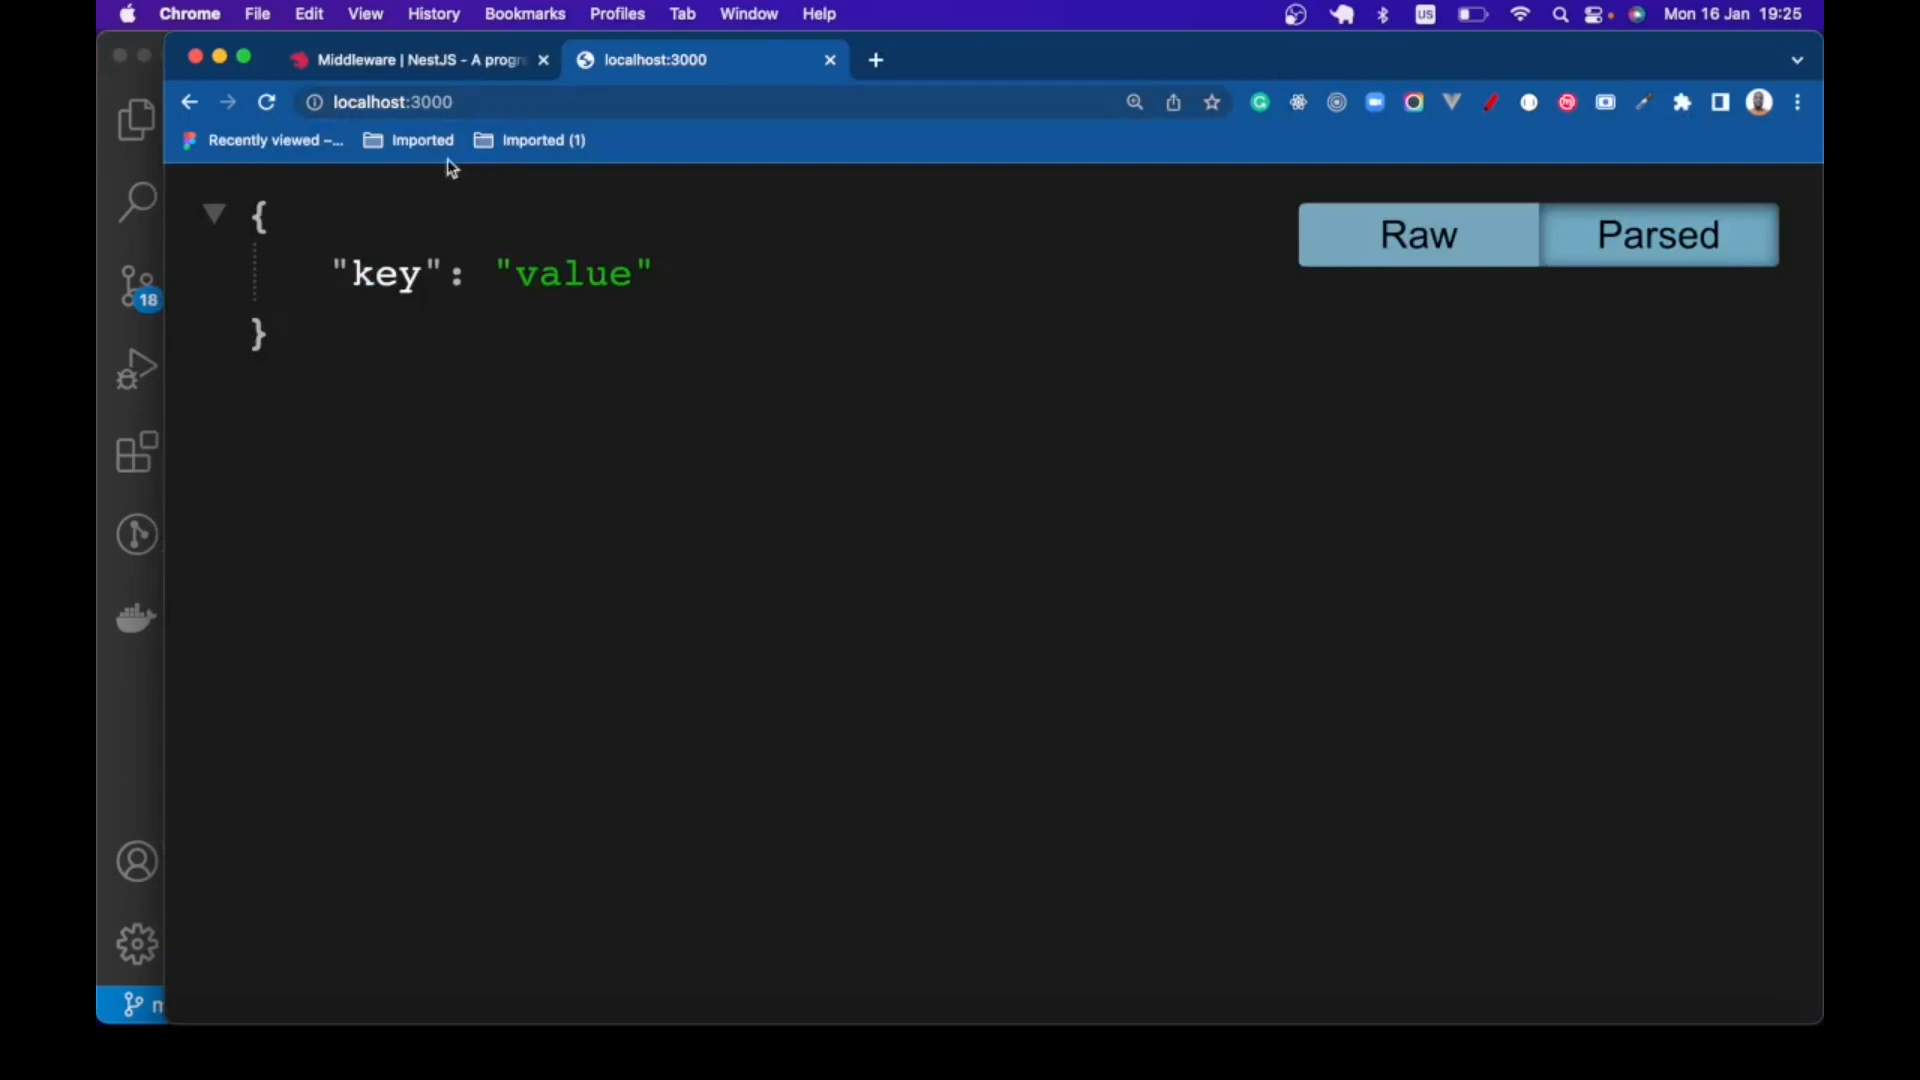 Chrome File Edit View History Bookmarks Profiles Tab Window Help US Mon 16 Jan 19:25
Middleware | NestJS - A progr localhost:3000
localhost:3000
Recently viewed –... Imported Imported (1)
{
"key": "value"
}
Raw Parsed
18